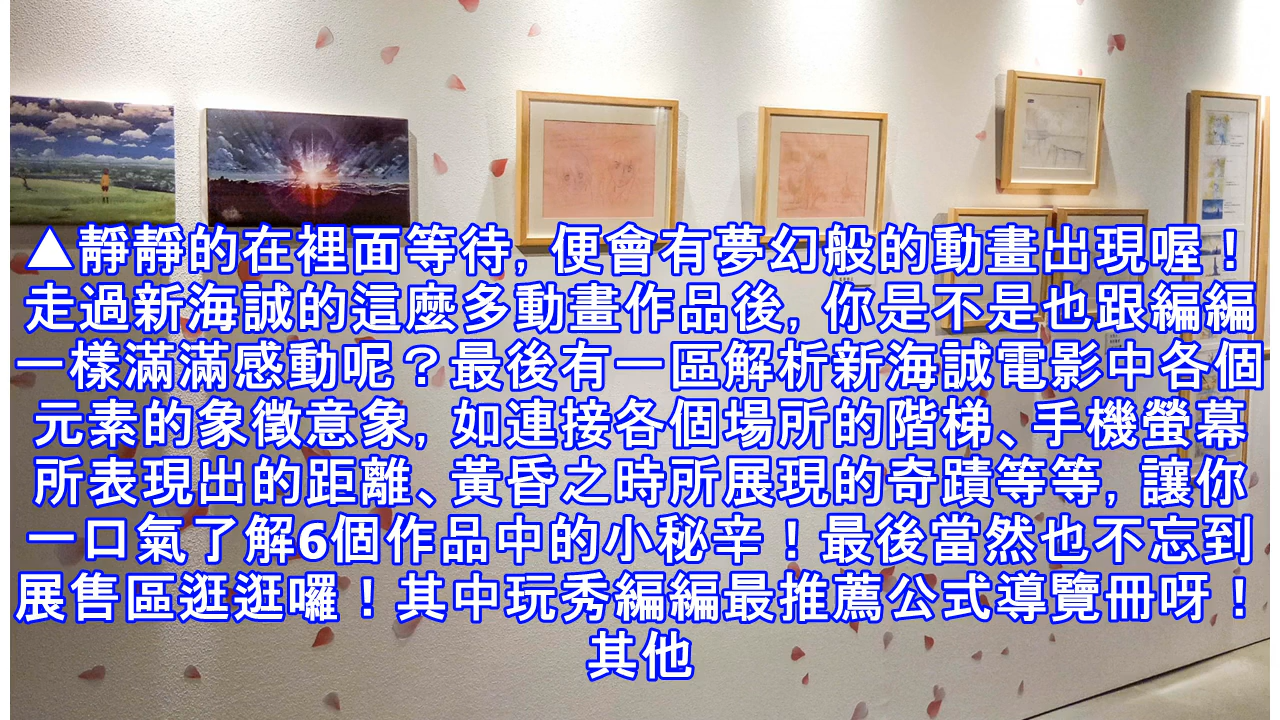 ▲靜靜的在裡面等待, 便會有夢幻般的動畫出現喔！
走過新海誠的這麼多動畫作品後, 你是不是也跟編編
一樣滿滿感動呢？最後有一區解析新海誠電影中各個
元素的象徵意象, 如連接各個場所的階梯、手機螢幕
所表現出的距離、黃昏之時所展現的奇蹟等等, 讓你
一口氣了解6個作品中的小秘辛！最後當然也不忘到
展售區逛逛囉！其中玩秀編編最推薦公式導覽冊呀！
其他